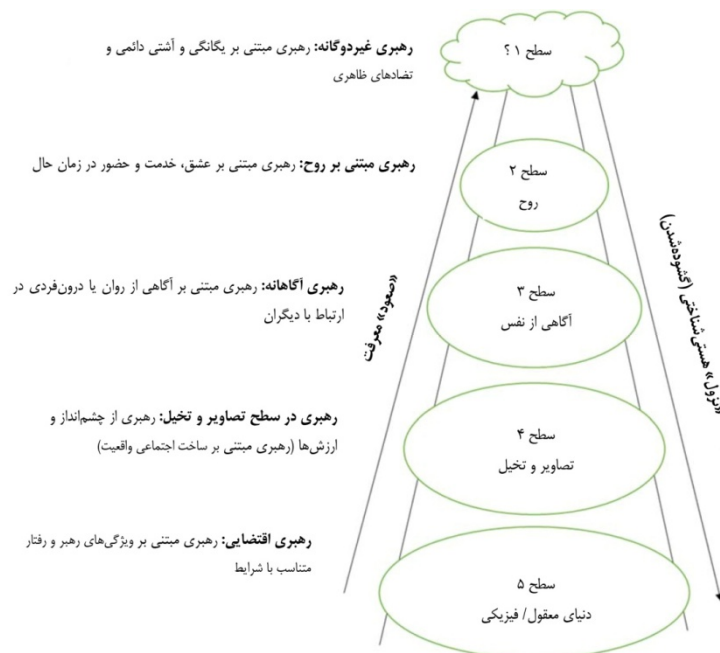 سطح ۱ ؟
رهبری غیردوگانه: رهبری مبتنی بر یگانگی و آشتی دائمی و
تضادهای ظاهری
رهبری مبتنی بر روح: رهبری مبتنی بر عشق، خدمت و حضور در زمان حال
سطح ۲
روح
رهبری آگاهانه: رهبری مبتنی بر آگاهی از روان یا درون‌فردی در
ارتباط با دیگران
سطح ۳
آگاهی از نفس
«صعود» معرفت
«نزول» هستی‌شناختی (گشوده‌شدن)
رهبری در سطح تصاویر و تخیل: رهبری از چشم‌انداز و
ارزش‌ها (رهبری مبتنی بر ساخت اجتماعی واقعیت)
سطح ۴
تصاویر و تخیل
رهبری اقتضایی: رهبری مبتنی بر ویژگی‌های رهبر و رفتار
متناسب با شرایط
سطح ۵
دنیای معقول/ فیزیکی